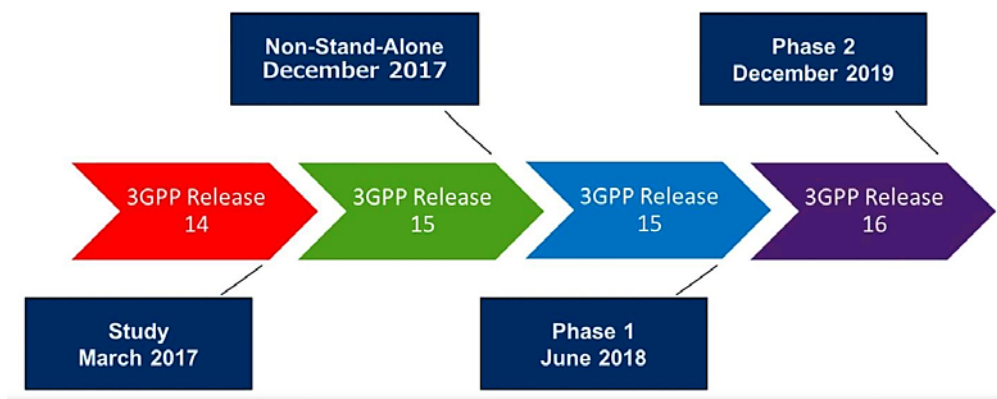 Non-Stand-Alone
December 2017
Phase 2
December 2019
3GPP Release
14
3GPP Release
15
3GPP Release
15
3GPP Release
16
Study
March 2017
Phase 1
June 2018